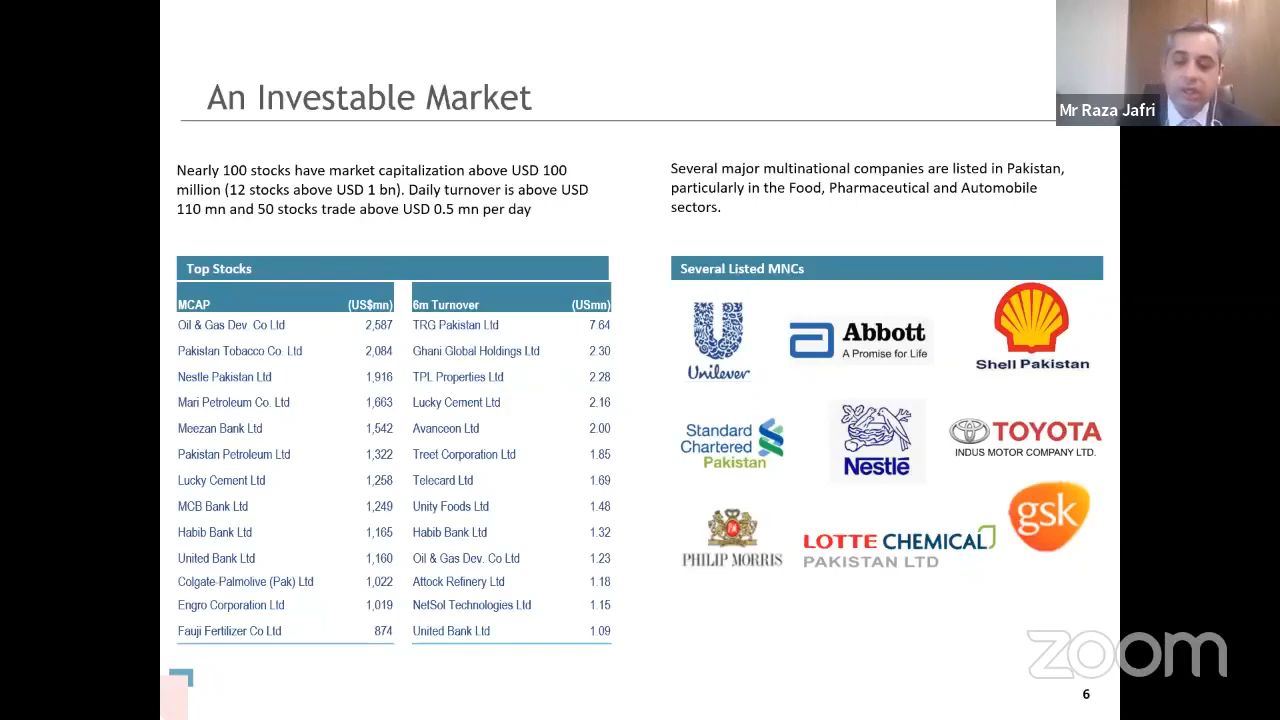 An Investable Market
Mr Raza Jafri
Nearly 100 stocks have market capitalization above USD 100
million (12 stocks above USD 1 bn). Daily turnover is above USD
110 mn and 50 stocks trade above USD 0.5 mn per day
Several major multinational companies are listed in Pakistan,
particularly in the Food, Pharmaceutical and Automobile
sectors.
Top Stocks
MCAP (US$mn) 6m Turnover (USmn)
Oil & Gas Dev. Co Ltd 2,587 TRG Pakistan Ltd 7.64
Pakistan Tobacco Co. Ltd 2,084 Ghani Global Holdings Ltd 2.30
Nestle Pakistan Ltd 1,916 TPL Properties Ltd 2.28
Mari Petroleum Co. Ltd 1,663 Lucky Cement Ltd 2.16
Meezan Bank Ltd 1,542 Avanceon Ltd 2.00
Pakistan Petroleum Ltd 1,322 Treet Corporation Ltd 1.85
Lucky Cement Ltd 1,258 Telecard Ltd 1.69
MCB Bank Ltd 1,249 Unity Foods Ltd 1.48
Habib Bank Ltd 1,165 Habib Bank Ltd 1.32
United Bank Ltd 1,160 Oil & Gas Dev. Co Ltd 1.23
Colgate-Palmolive (Pak) Ltd 1,022 Attock Refinery Ltd 1.18
Engro Corporation Ltd 1,019 NetSol Technologies Ltd 1.15
Fauji Fertilizer Co Ltd 874 United Bank Ltd 1.09
Several Listed MNCs
Unilever
Abbott
A Promise for Life
Shell Pakistan
Standard
Chartered
Pakistan
Nestlē
TOYOTA
INDUS MOTOR COMPANY LTD.
PHILIP MORRIS
LOTTE CHEMICAL
PAKISTAN LTD
gsk
zoom
6